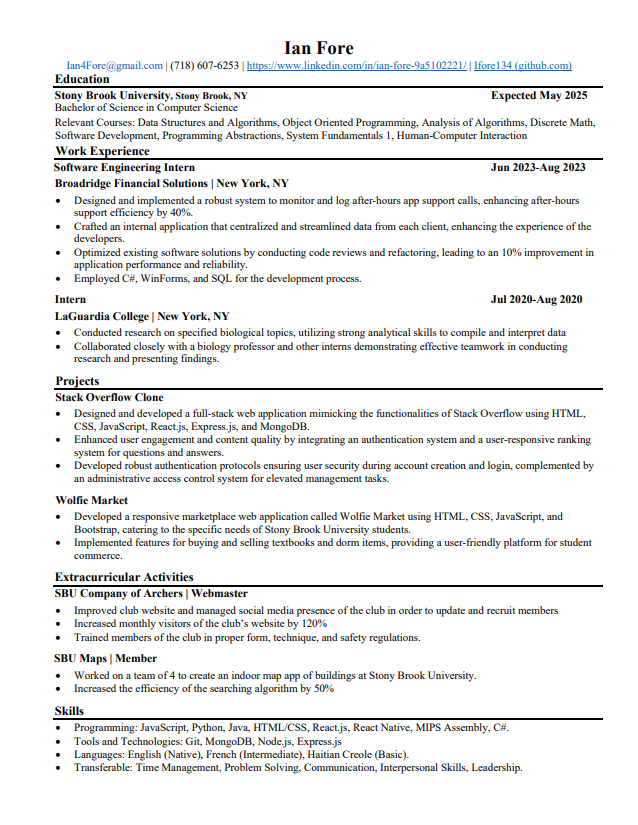 Ian Fore
Ian4Fore@gmail.com | (718) 607-6253 | https://www.linkedin.com/in/ian-fore-9a5102221/ | Ifore134 (github.com)
Education
Stony Brook University, Stony Brook, NY Expected May 2025
Bachelor of Science in Computer Science
Relevant Courses: Data Structures and Algorithms, Object Oriented Programming, Analysis of Algorithms, Discrete Math,
Software Development, Programming Abstractions, System Fundamentals 1, Human-Computer Interaction
Work Experience
Software Engineering Intern Jun 2023-Aug 2023
Broadridge Financial Solutions | New York, NY
• Designed and implemented a robust system to monitor and log after-hours app support calls, enhancing after-hours
support efficiency by 40%.
• Crafted an internal application that centralized and streamlined data from each client, enhancing the experience of the
developers.
• Optimized existing software solutions by conducting code reviews and refactoring, leading to an 10% improvement in
application performance and reliability.
• Employed C#, WinForms, and SQL for the development process.
Intern Jul 2020-Aug 2020
LaGuardia College | New York, NY
• Conducted research on specified biological topics, utilizing strong analytical skills to compile and interpret data
• Collaborated closely with a biology professor and other interns demonstrating effective teamwork in conducting
research and presenting findings.
Projects
Stack Overflow Clone
• Designed and developed a full-stack web application mimicking the functionalities of Stack Overflow using HTML,
CSS, JavaScript, React.js, Express.js, and MongoDB.
• Enhanced user engagement and content quality by integrating an authentication system and a user-responsive ranking
system for questions and answers.
• Developed robust authentication protocols ensuring user security during account creation and login, complemented by
an administrative access control system for elevated management tasks.
Wolfie Market
• Developed a responsive marketplace web application called Wolfie Market using HTML, CSS, JavaScript, and
Bootstrap, catering to the specific needs of Stony Brook University students.
• Implemented features for buying and selling textbooks and dorm items, providing a user-friendly platform for student
commerce.
Extracurricular Activities
SBU Company of Archers | Webmaster
• Improved club website and managed social media presence of the club in order to update and recruit members
• Increased monthly visitors of the club's website by 120%
• Trained members of the club in proper form, technique, and safety regulations.
SBU Maps | Member
• Worked on a team of 4 to create an indoor map app of buildings at Stony Brook University.
• Increased the efficiency of the searching algorithm by 50%
Skills
• Programming: JavaScript, Python, Java, HTML/CSS, React.js, React Native, MIPS Assembly, C#.
• Tools and Technologies: Git, MongoDB, Node.js, Express.js
• Languages: English (Native), French (Intermediate), Haitian Creole (Basic).
• Transferable: Time Management, Problem Solving, Communication, Interpersonal Skills, Leadership.